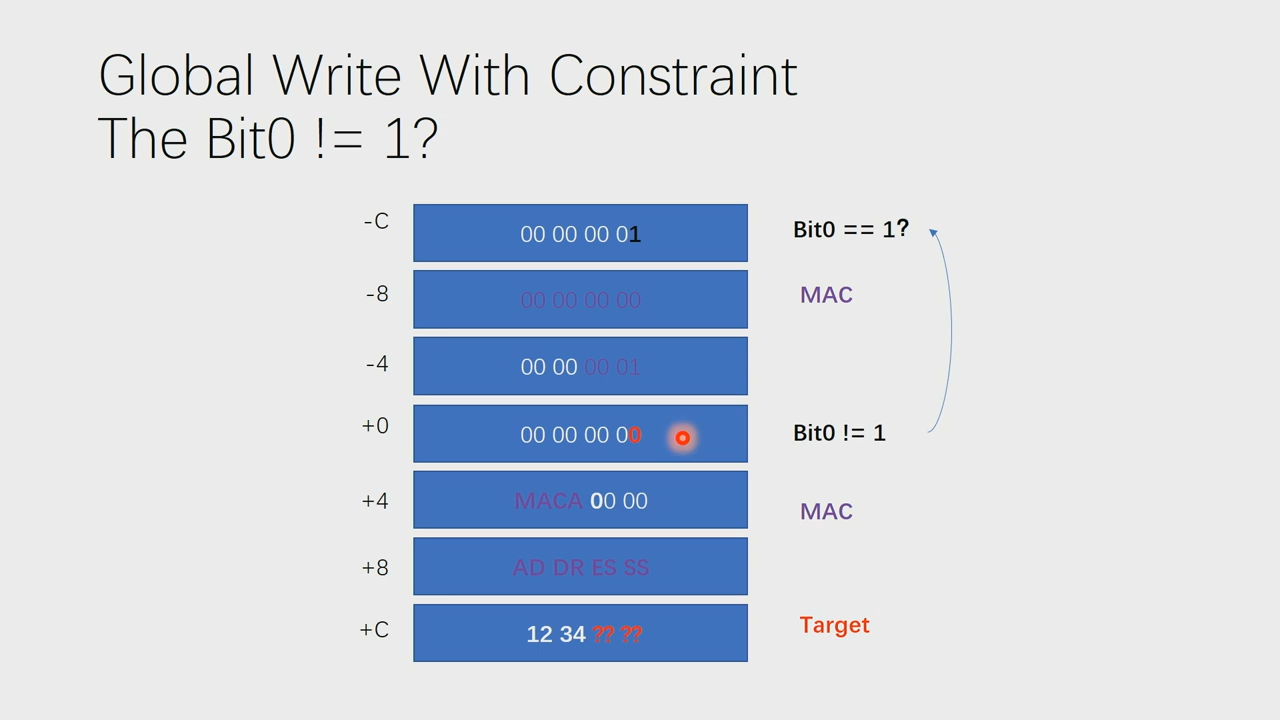 Global Write With Constraint
The Bit0 != 1?
-C 00 00 00 01 Bit0 == 1?
-8 00 00 00 00 MAC
-4 00 00 00 01
+0 00 00 00 00 Bit0 != 1
+4 MACA 00 00 MAC
+8 AD DR ES SS
+C 12 34 ?? ?? Target